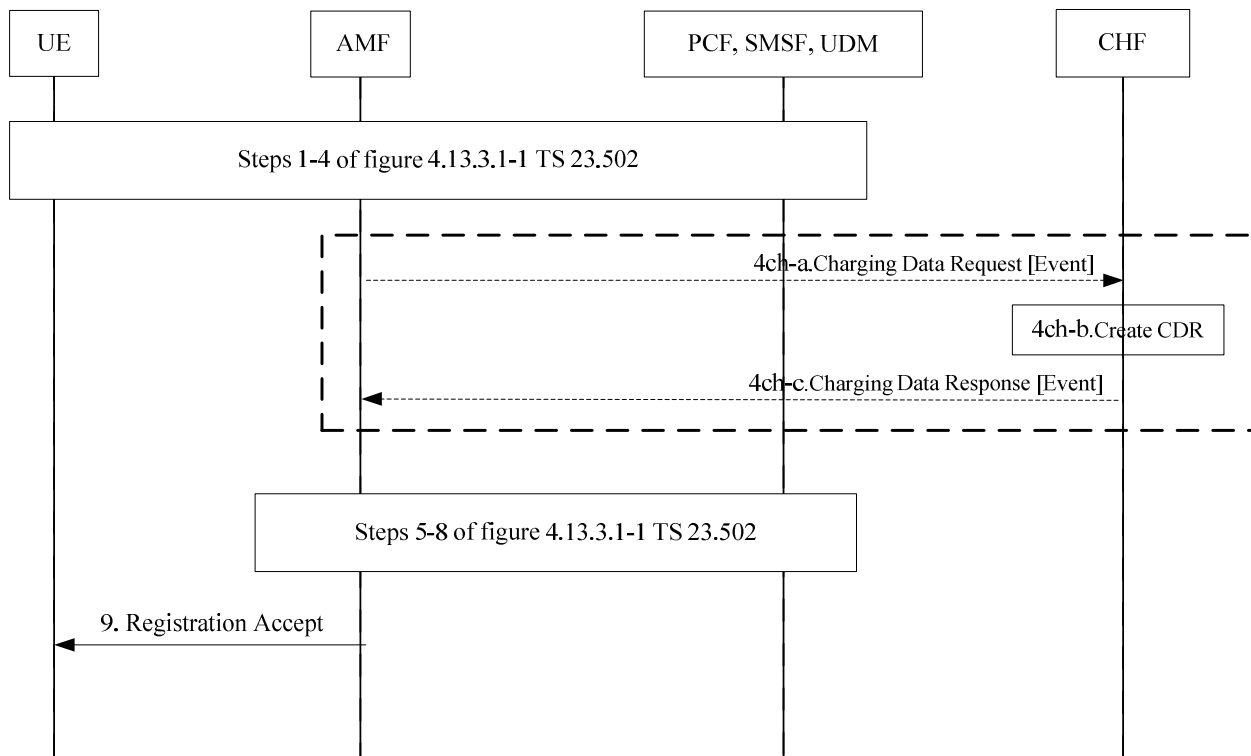 UE
AMF
PCF, SMSF, UDM
CHF
Steps 1-4 of figure 4.13.3.1-1 TS 23.502
4ch-a.Charging Data Request [Event]
4ch-b.Create CDR
4ch-c.Charging Data Response [Event]
Steps 5-8 of figure 4.13.3.1-1 TS 23.502
9. Registration Accept